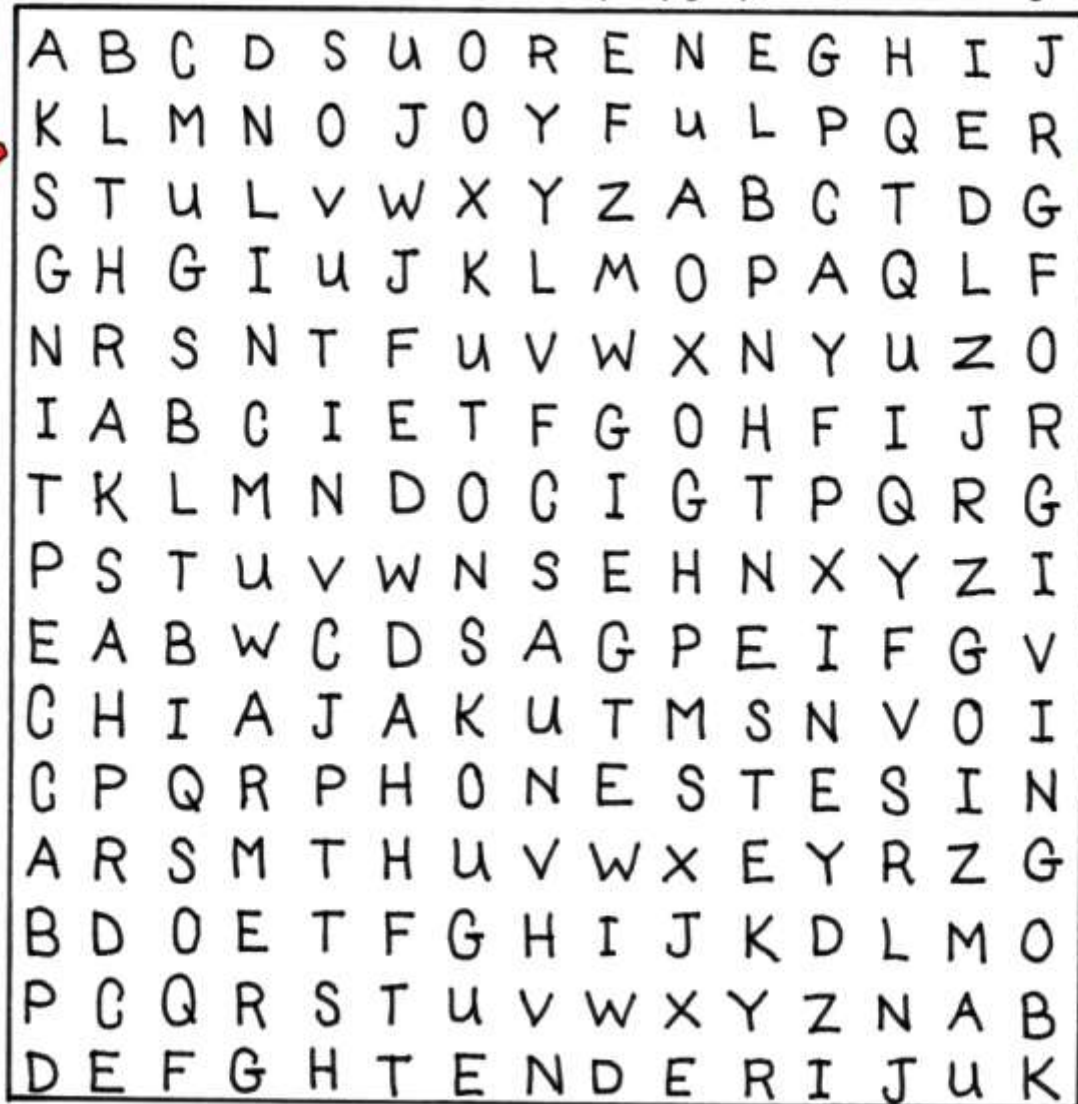 A B C D S U O R E N E G H I J
K L M N O J O Y F U L P Q E R
S T U L V W X Y Z A B C T D G
G H G I U J K L M O P A Q L F
N R S N T F U V W X N Y U Z O
I A B C I E T F G O H F I J R
T K L M N D O C I G T P Q R G
P S T U V W N S E H N X Y Z I
E A B W C D S A G P E I F G V
C H I A J A K U T M S N V O I
C P Q R P H O N E S T E S I N
A R S M T H U V W X E Y R Z G
B D O E T F G H I J K D L M O
P C Q R S T U V W X Y Z N A B
D E F G H T E N D E R I J U K